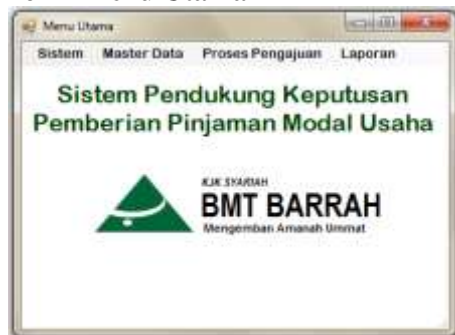 Menu Utama
Sistem Master Data Proses Pengajuan Laporan
Sistem Pendukung Keputusan
Pemberian Pinjaman Modal Usaha
KJK SYARIAH
BMT BARRAH
Mengemban Amanah Ummat